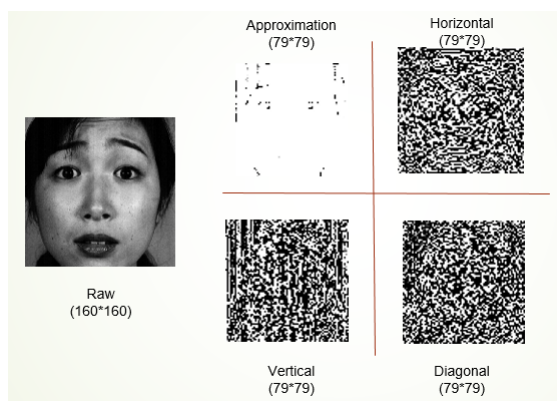 Approximation
(79*79)
Horizontal
(79*79)
Raw
(160*160)
Vertical
(79*79)
Diagonal
(79*79)